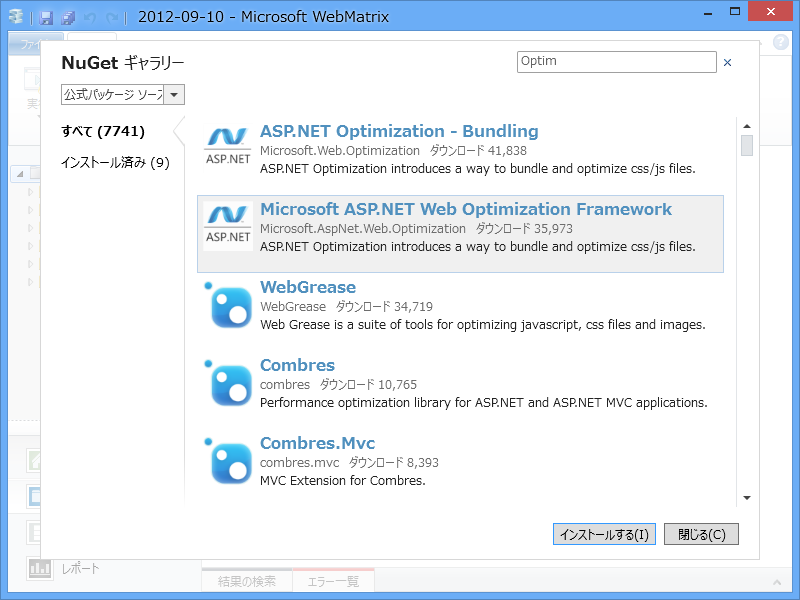 2012-09-10 - Microsoft WebMatrix
NuGet ギャラリー
Optim
公式パッケージ ソース
すべて (7741)
インストール済み (9)
ASP.NET
ASP.NET Optimization - Bundling
Microsoft.Web.Optimization ダウンロード 41,838
ASP.NET Optimization introduces a way to bundle and optimize css/js files.
ASP.NET
Microsoft ASP.NET Web Optimization Framework
Microsoft.AspNet.Web.Optimization ダウンロード 35,973
ASP.NET Optimization introduces a way to bundle and optimize css/js files.
WebGrease
WebGrease ダウンロード 34,719
Web Grease is a suite of tools for optimizing javascript, css files and images.
Combres
combres ダウンロード 10,765
Performance optimization library for ASP.NET and ASP.NET MVC applications.
Combres.Mvc
combres.mvc ダウンロード 8,393
MVC Extension for Combres.
インストールする(I)
閉じる(C)
レポート
結果の検索
エラー一覧